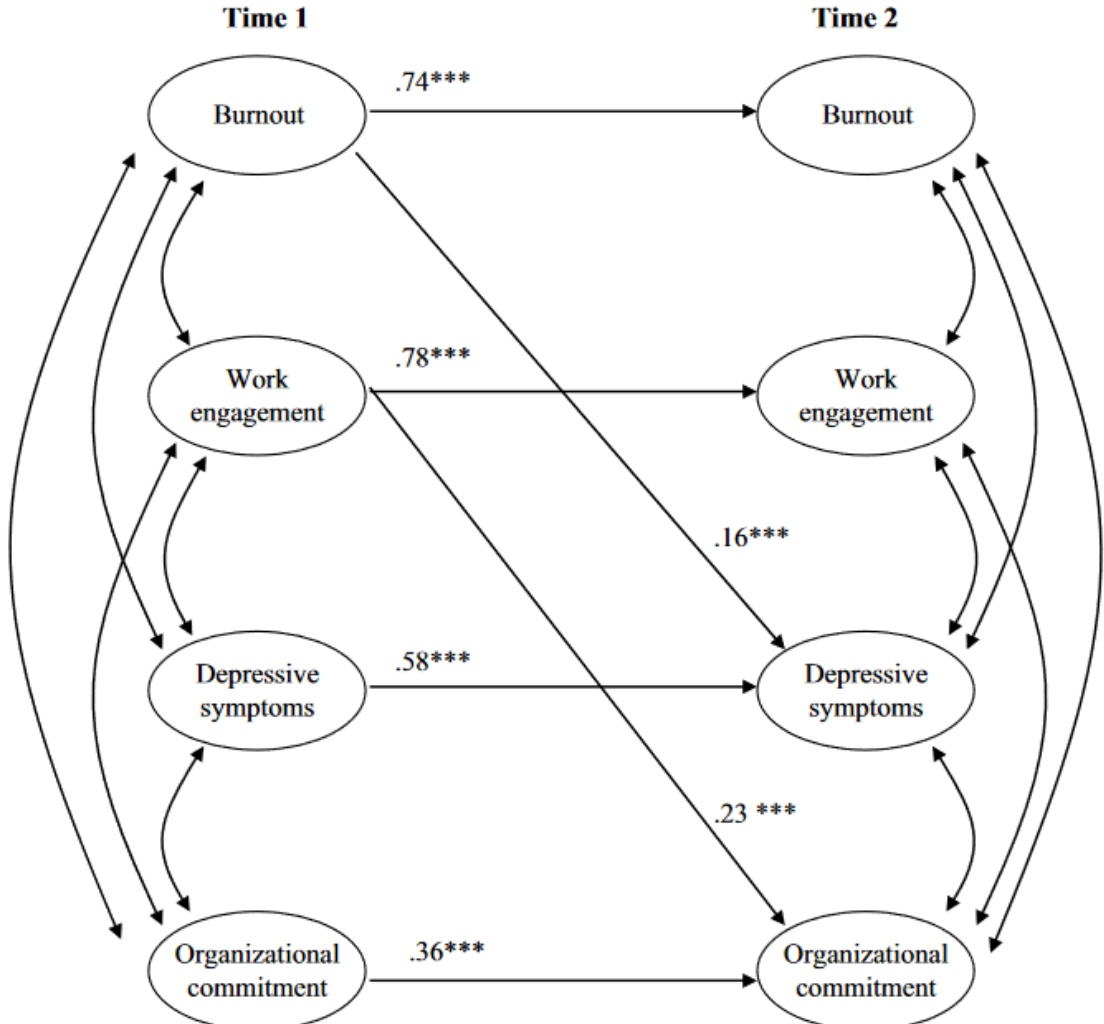 Time 1
Time 2
.74***
Burnout
Burnout
.78***
Work
engagement
Work
engagement
.16***
.58***
Depressive
symptoms
Depressive
symptoms
.23 ***
.36***
Organizational
commitment
Organizational
commitment